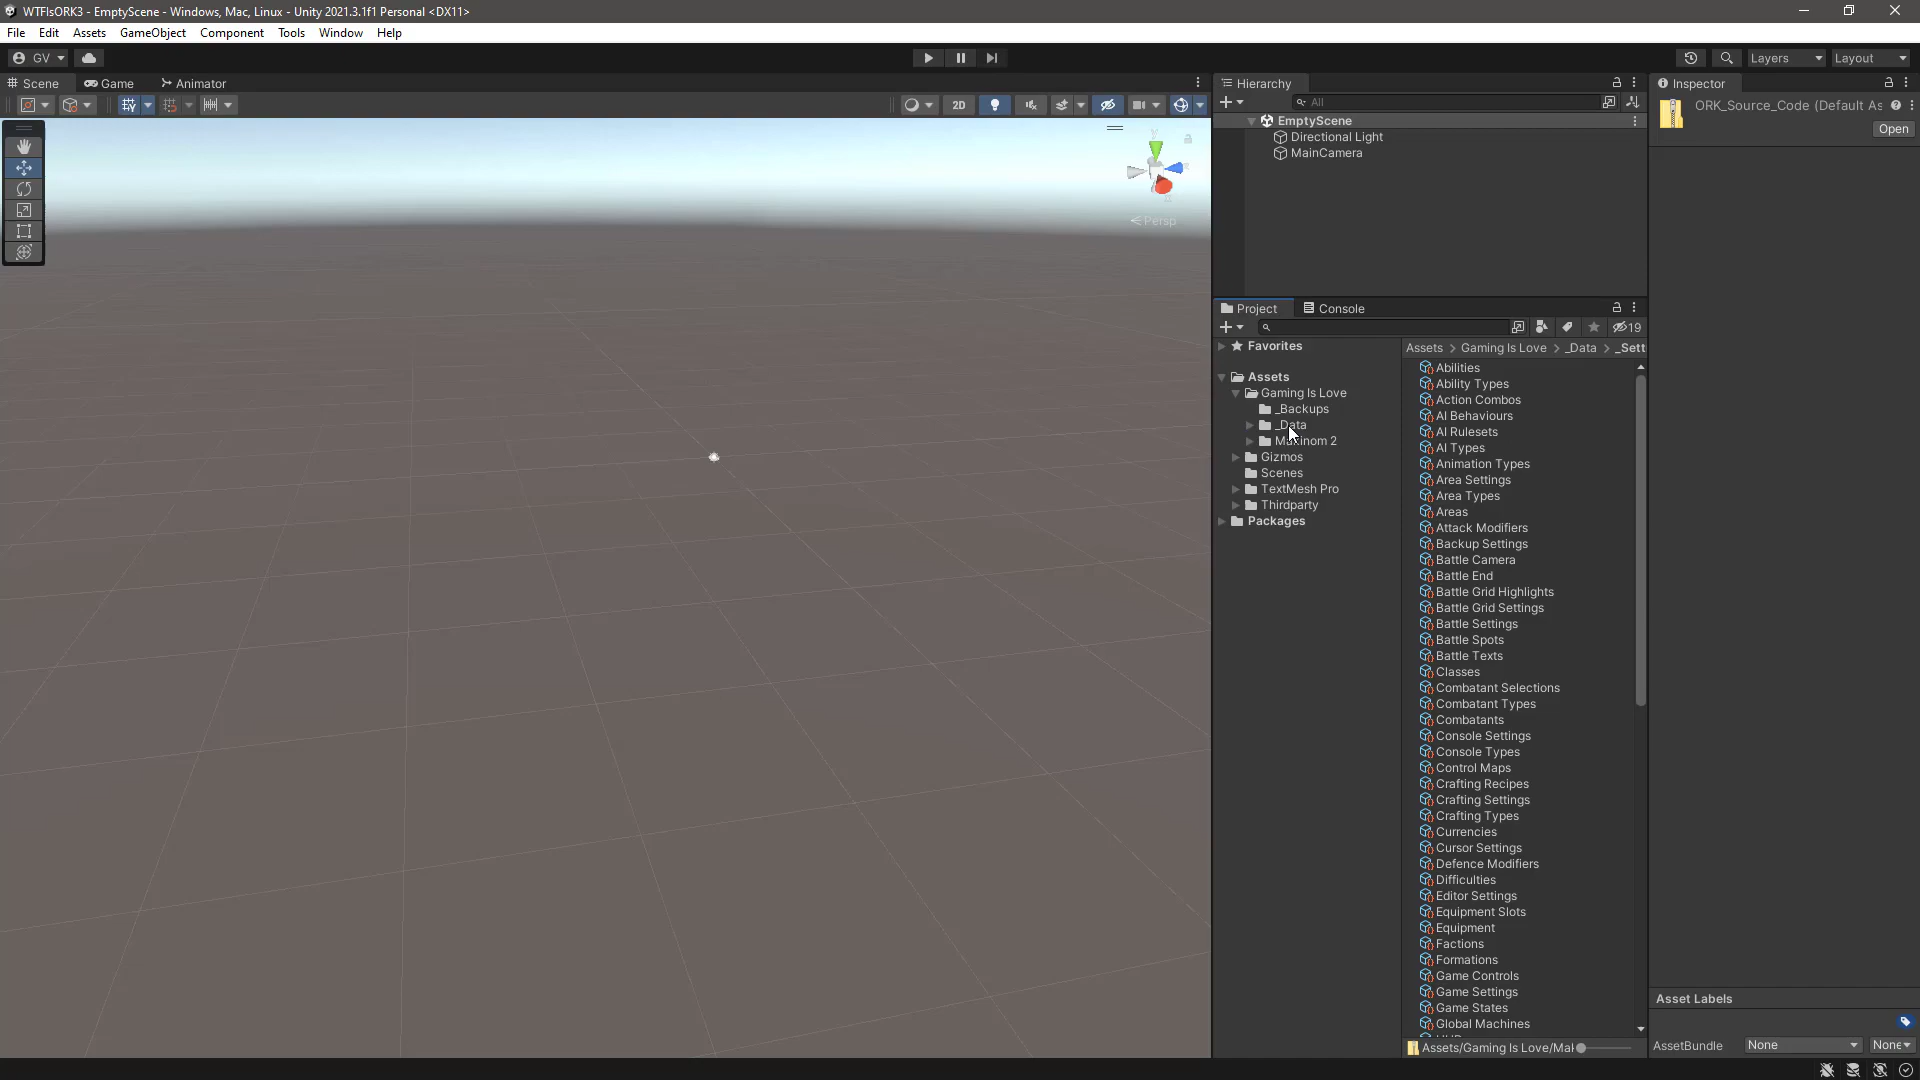 WTFIsORK3 - EmptyScene - Windows, Mac, Linux - Unity 2021.3.1f1 Personal <DX11>
File Edit Assets GameObject Component Tools Window Help
GV Layers Layout
Scene Game Animator
2D
Y
X
Persp
Hierarchy
All
EmptyScene
Directional Light
MainCamera
Project Console
19
Favorites
Assets
Gaming Is Love
_Backups
_Data
Makinom 2
Gizmos
Scenes
TextMesh Pro
Thirdparty
Packages
Assets > Gaming Is Love > _Data > _Sett
Abilities
Ability Types
Action Combos
AI Behaviours
AI Rulesets
AI Types
Animation Types
Area Settings
Area Types
Areas
Attack Modifiers
Backup Settings
Battle Camera
Battle End
Battle Grid Highlights
Battle Grid Settings
Battle Settings
Battle Spots
Battle Texts
Classes
Combatant Selections
Combatant Types
Combatants
Console Settings
Console Types
Control Maps
Crafting Recipes
Crafting Settings
Crafting Types
Currencies
Cursor Settings
Defence Modifiers
Difficulties
Editor Settings
Equipment Slots
Equipment
Factions
Formations
Game Controls
Game Settings
Game States
Global Machines
Assets/Gaming Is Love/Mal
Inspector
ORK_Source_Code (Default As
Open
Asset Labels
AssetBundle None None